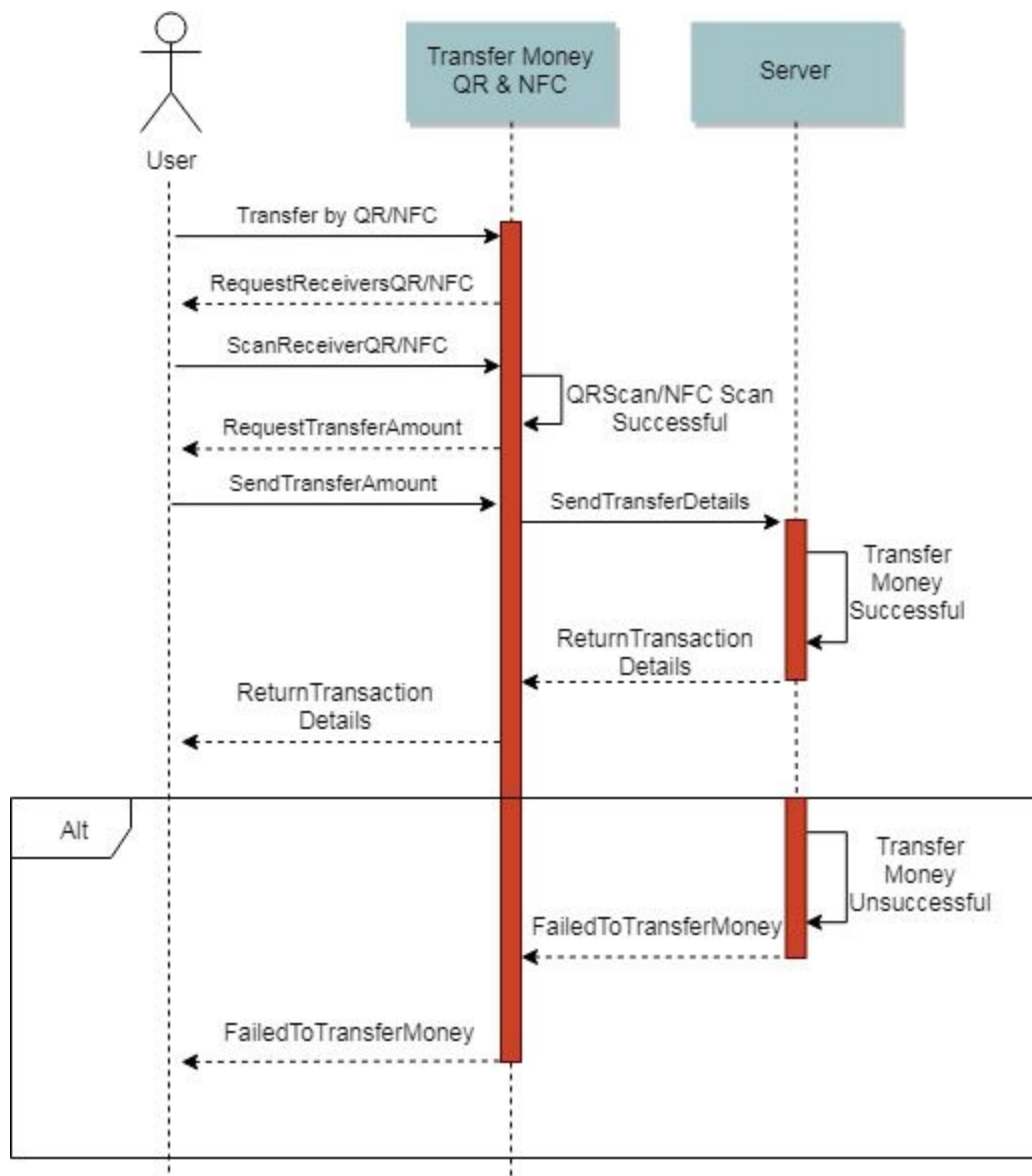 Transfer Money
QR & NFC
Server
User
Transfer by QR/NFC
RequestReceiversQR/NFC
ScanReceiverQR/NFC
QRScan/NFC Scan
Successful
RequestTransferAmount
SendTransferAmount
SendTransferDetails
Transfer
Money
Successful
ReturnTransaction
Details
ReturnTransaction
Details
Alt
Transfer
Money
Unsuccessful
FailedToTransferMoney
FailedToTransferMoney